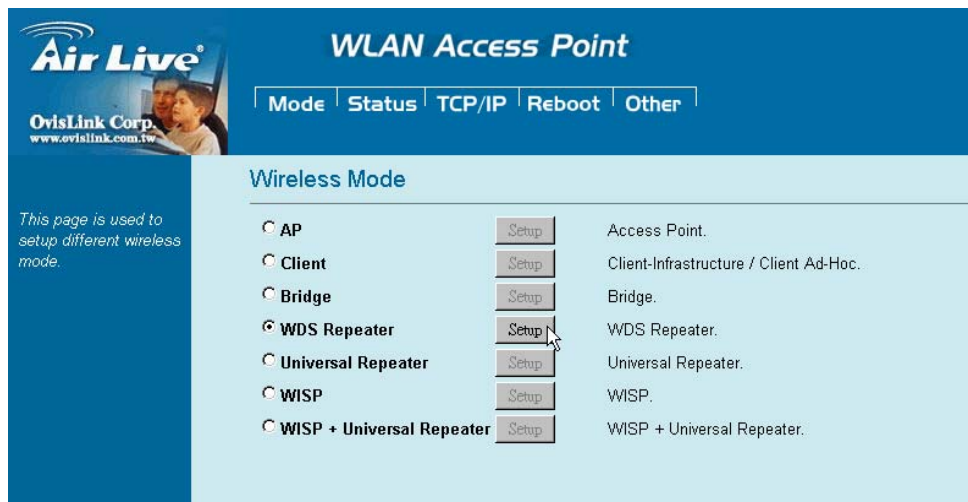 Air Live®
OvisLink Corp.
www.ovislink.com.tw
WLAN Access Point
Mode Status TCP/IP Reboot Other
This page is used to
setup different wireless
mode.
Wireless Mode
AP Setup Access Point.
Client Setup Client-Infrastructure / Client Ad-Hoc.
Bridge Setup Bridge.
WDS Repeater Setup WDS Repeater.
Universal Repeater Setup Universal Repeater.
WISP Setup WISP.
WISP + Universal Repeater Setup WISP + Universal Repeater.